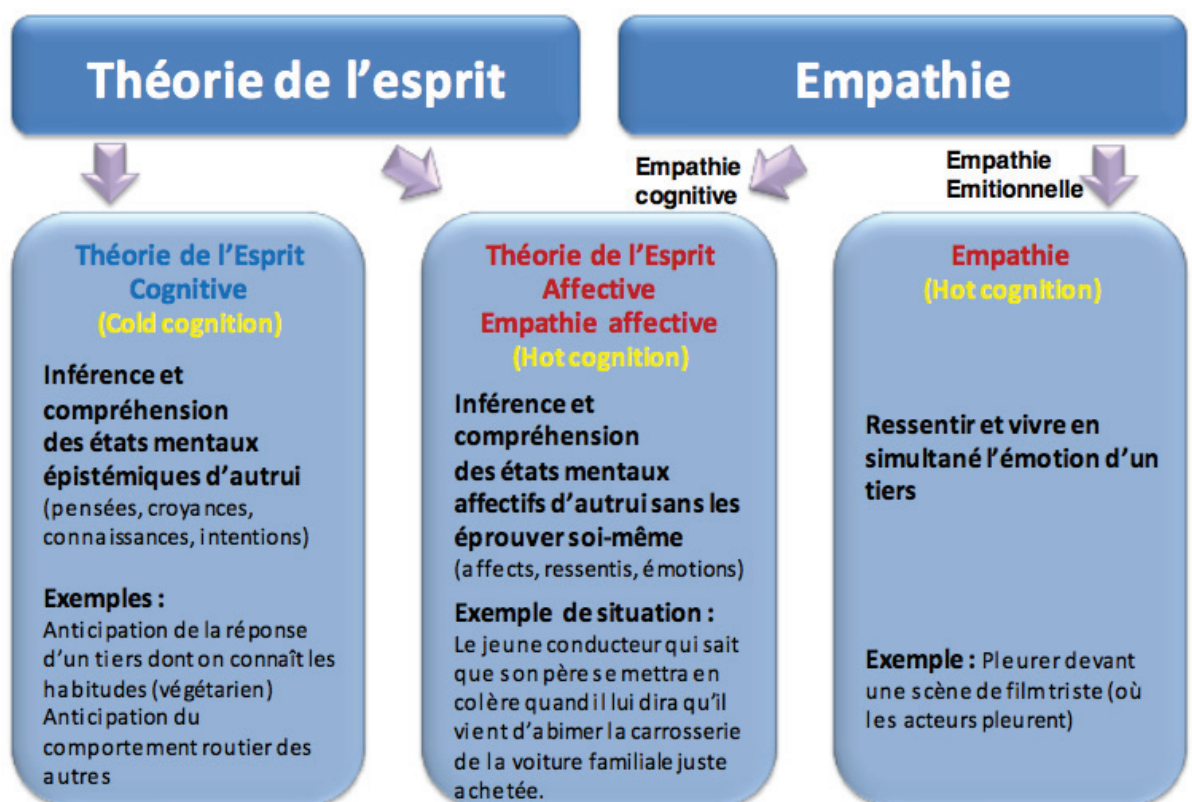 Théorie de l’esprit
Empathie
Empathie
cognitive
Empathie
Emitionnelle
Théorie de l’Esprit
Cognitive
(Cold cognition)
Inférence et
compréhension
des états mentaux
épistémiques d’autrui
(pensées, croyances,
connaissances, intentions)
Exemples :
Anticipation de la réponse
d’un tiers dont on connaît les
habitudes (végétarien)
Anticipation du
comportement routier des
autres
Théorie de l’Esprit
Affective
Empathie affective
(Hot cognition)
Inférence et
compréhension
des états mentaux
affectifs d’autrui sans les
éprouver soi-même
(affects, ressentis, émotions)
Exemple de situation :
Le jeune conducteur qui sait
que son père se mettra en
colère quand il lui dira qu’il
vient d’abimer la carrosserie
de la voiture familiale juste
achetée.
Empathie
(Hot cognition)
Ressentir et vivre en
simultané l’émotion d’un
tiers
Exemple : Pleurer devant
une scène de film triste (où
les acteurs pleurent)